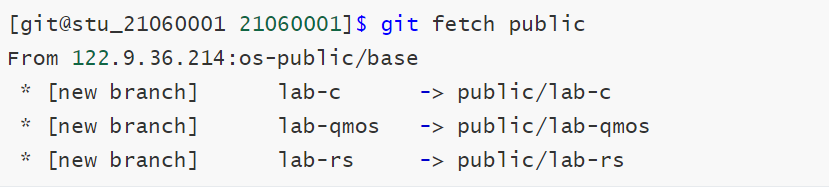 [git@stu_21060001 21060001]$ git fetch public
From 122.9.36.214:os-public/base
* [new branch] lab-c -> public/lab-c
* [new branch] lab-qmos -> public/lab-qmos
* [new branch] lab-rs -> public/lab-rs